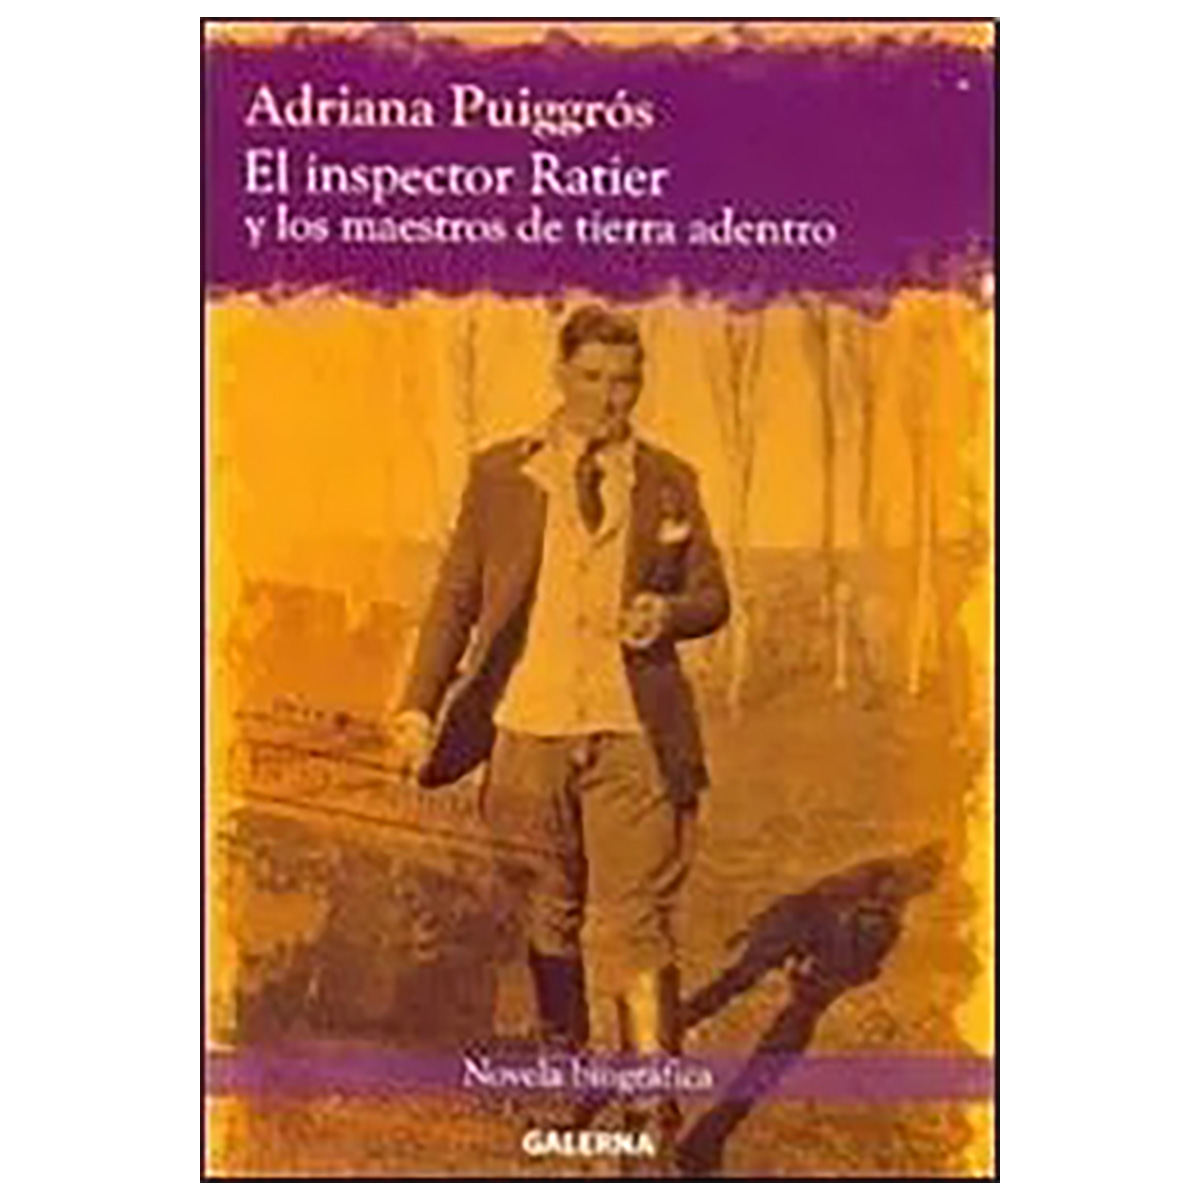 Adriana Puiggrós
El inspector Ratier
y los maestros de tierra adentro
Novela biográfica
GALERNA